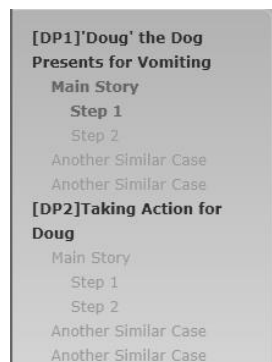 [DP1]'Doug' the Dog
Presents for Vomiting
Main Story
Step 1
Step 2
Another Similar Case
Another Similar Case
[DP2]Taking Action for
Doug
Main Story
Step 1
Step 2
Another Similar Case
Another Similar Case